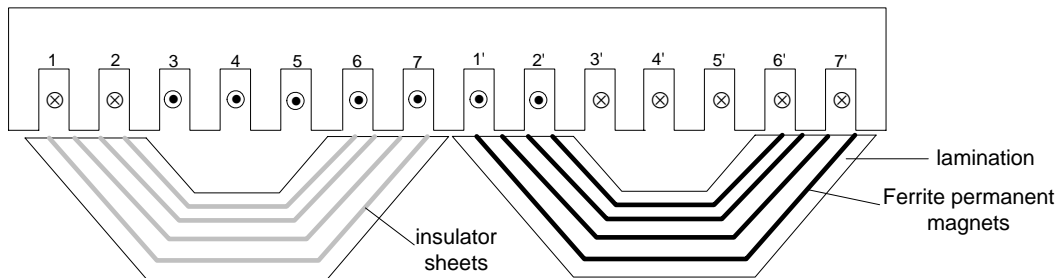 1 2 3 4 5 6 7 1' 2' 3' 4' 5' 6' 7'
lamination
Ferrite permanent
magnets
insulator
sheets